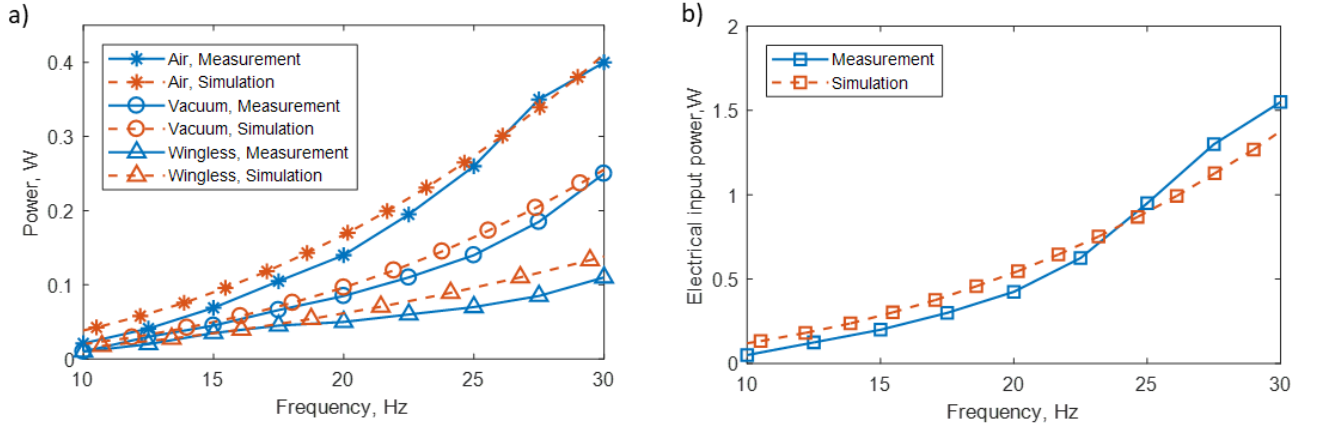 a)
Power, W
0.4
0.3
0.2
0.1
0
Air, Measurement
Air, Simulation
Vacuum, Measurement
Vacuum, Simulation
Wingless, Measurement
Wingless, Simulation
10 15 20 25 30
Frequency, Hz
b)
Electrical input power,W
2
1.5
1
0.5
0
Measurement
Simulation
10 15 20 25 30
Frequency, Hz